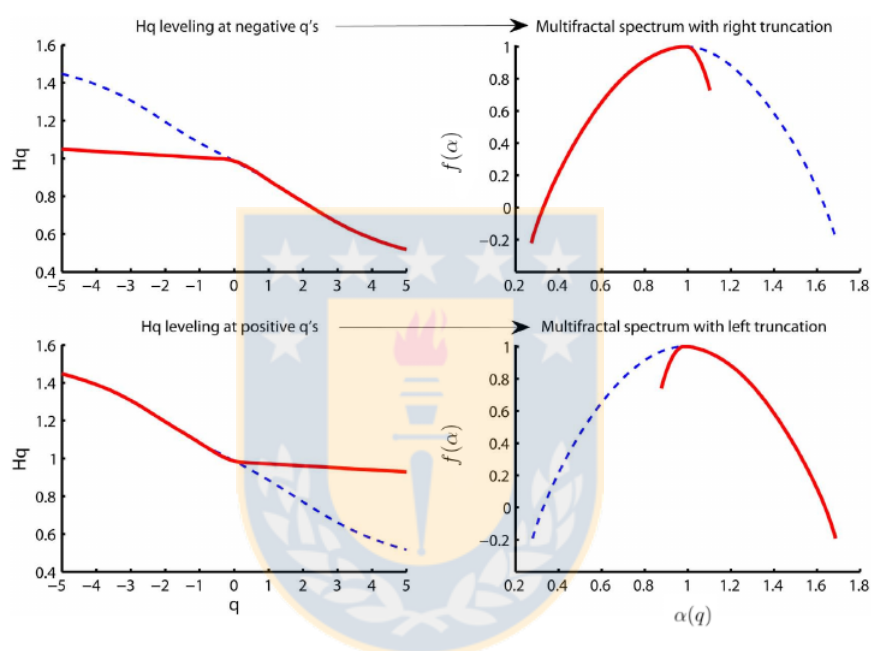 Hq leveling at negative q's
Multifractal spectrum with right truncation
1.6
1.4
1.2
1
0.8
0.6
0.4
Hq
−5 −4 −3 −2 −1 0 1 2 3 4 5
1
0.8
0.6
0.4
0.2
0
−0.2
f(α)
0.2 0.4 0.6 0.8 1 1.2 1.4 1.6 1.8
Hq leveling at positive q's
Multifractal spectrum with left truncation
1.6
1.4
1.2
1
0.8
0.6
0.4
Hq
−5 −4 −3 −2 −1 0 1 2 3 4 5
q
1
0.8
0.6
0.4
0.2
0
−0.2
f(α)
0.2 0.4 0.6 0.8 1 1.2 1.4 1.6 1.8
α(q)